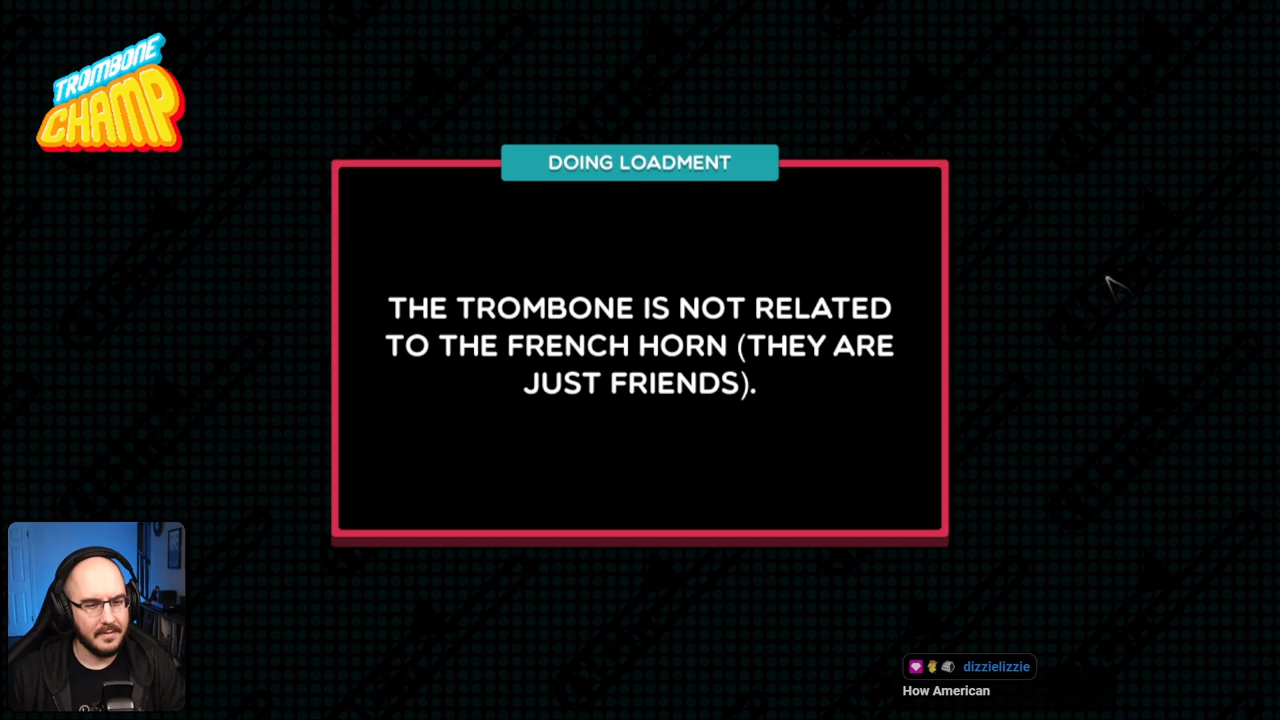 TROMBONE
CHAMP
DOING LOADMENT
THE TROMBONE IS NOT RELATED
TO THE FRENCH HORN (THEY ARE
JUST FRIENDS).
dizzielizzie
How American